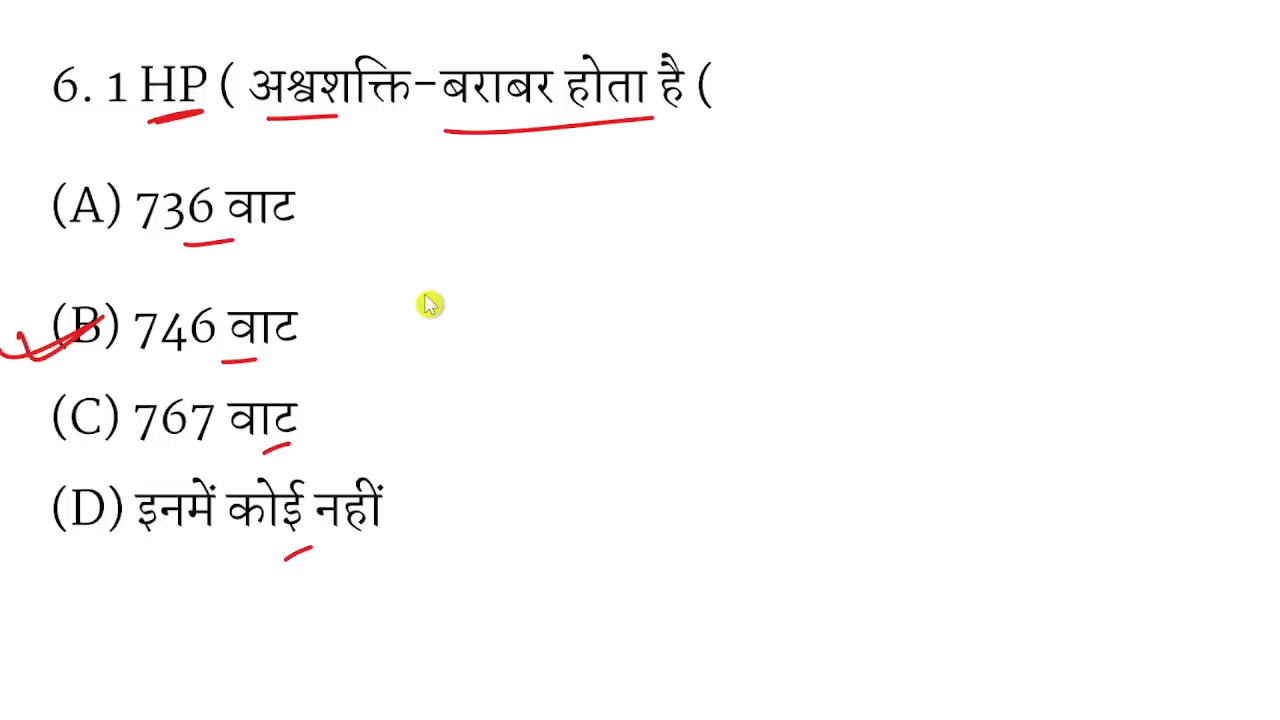 6. 1 HP ( अश्वशक्ति-बराबर होता है (
(A) 736 वाट
(B) 746 वाट
(C) 767 वाट
(D) इनमें कोई नहीं